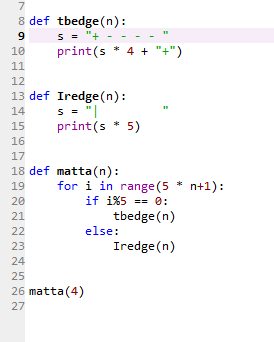 7
8 def tbedge(n):
9     s = "+ - - - - "
10     print(s * 4 + "+")
11
12
13 def Iredge(n):
14     s = "|         "
15     print(s * 5)
16
17
18 def matta(n):
19     for i in range(5 * n+1):
20         if i%5 == 0:
21             tbedge(n)
22         else:
23             Iredge(n)
24
25
26 matta(4)
27